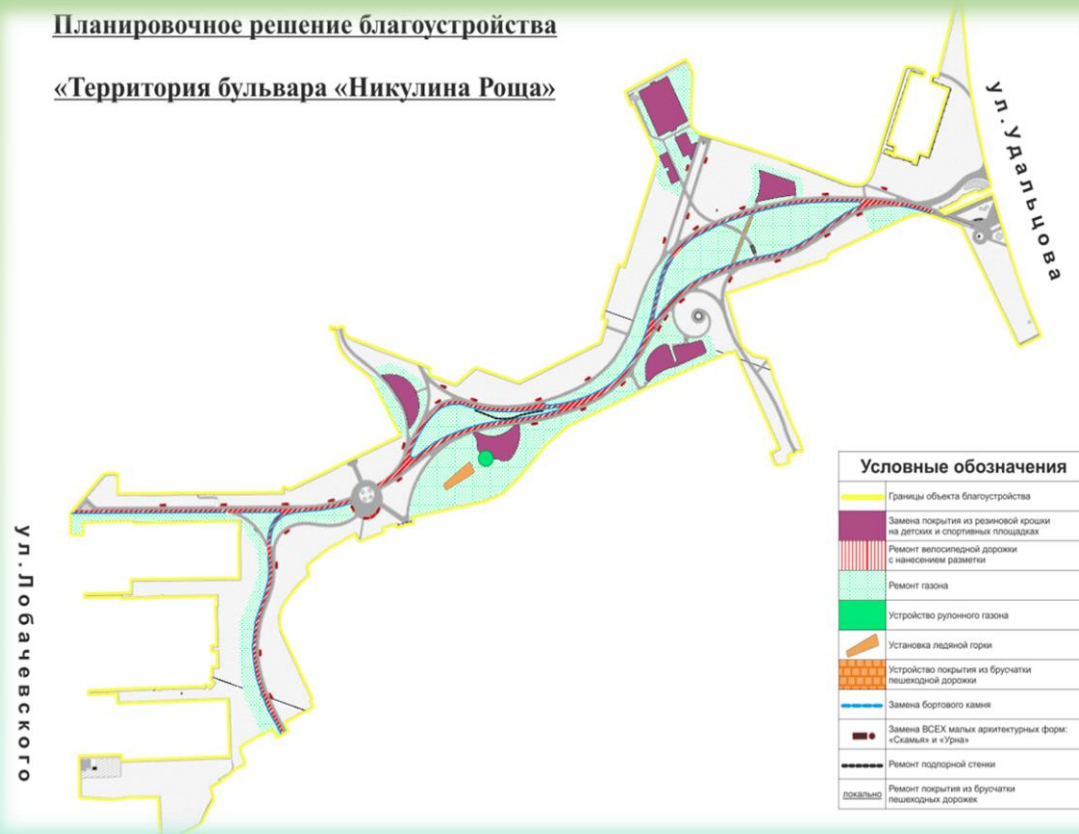 Планировочное решение благоустройства
«Территория бульвара «Никулина Роща»
ул.Удальцова
ул.Лобачевского
Условные обозначения
Границы объекта благоустройства
Замена покрытия из резиновой крошки
на детских и спортивных площадках
Ремонт велосипедной дорожки
с нанесением разметки
Ремонт газона
Устройство рулонного газона
Установка ледяной горки
Устройство покрытия из брусчатки
пешеходной дорожки
Замена бортового камня
Замена ВСЕХ малых архитектурных форм:
«Скамья» и «Урна»
Ремонт подпорной стенки
локально
Ремонт покрытия из брусчатки
пешеходных дорожек